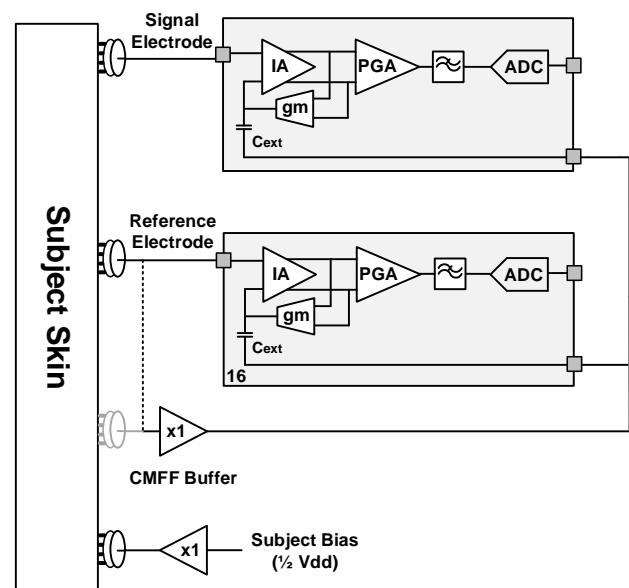 Signal
Electrode
IA
PGA
ADC
gm
Cext
Subject Skin
Reference
Electrode
IA
PGA
ADC
gm
Cext
16
x1
CMFF Buffer
x1
Subject Bias
(½ Vdd)